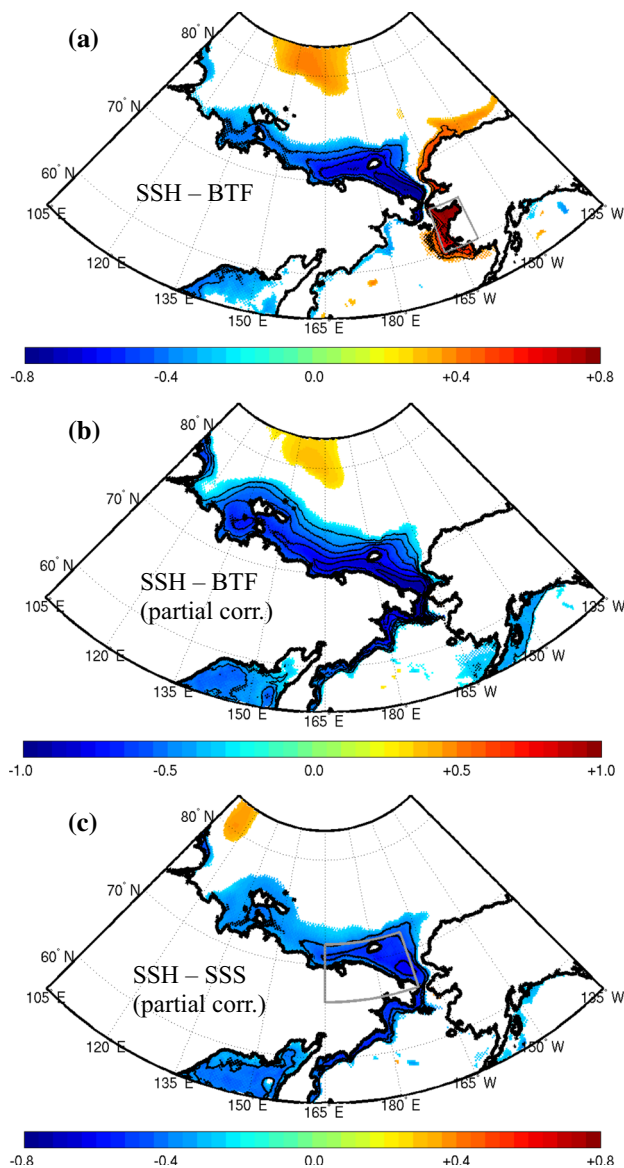 (a)
80° N
70° N
60° N
105° E
SSH – BTF
135° W
120° E
150° W
150 E
165 W
165 E
180 E
-0.8 -0.4 0.0 +0.4 +0.8
(b)
80° N
70° N
60° N
SSH – BTF
(partial corr.)
105° E
135° W
120° E
150° W
150 E
165 W
165 E
180 E
-1.0 -0.5 0.0 +0.5 +1.0
(c)
80° N
70° N
60° N
SSH – SSS
(partial corr.)
105° E
135° W
120° E
150° W
150 E
165 W
165 E
180 E
-0.8 -0.4 0.0 +0.4 +0.8